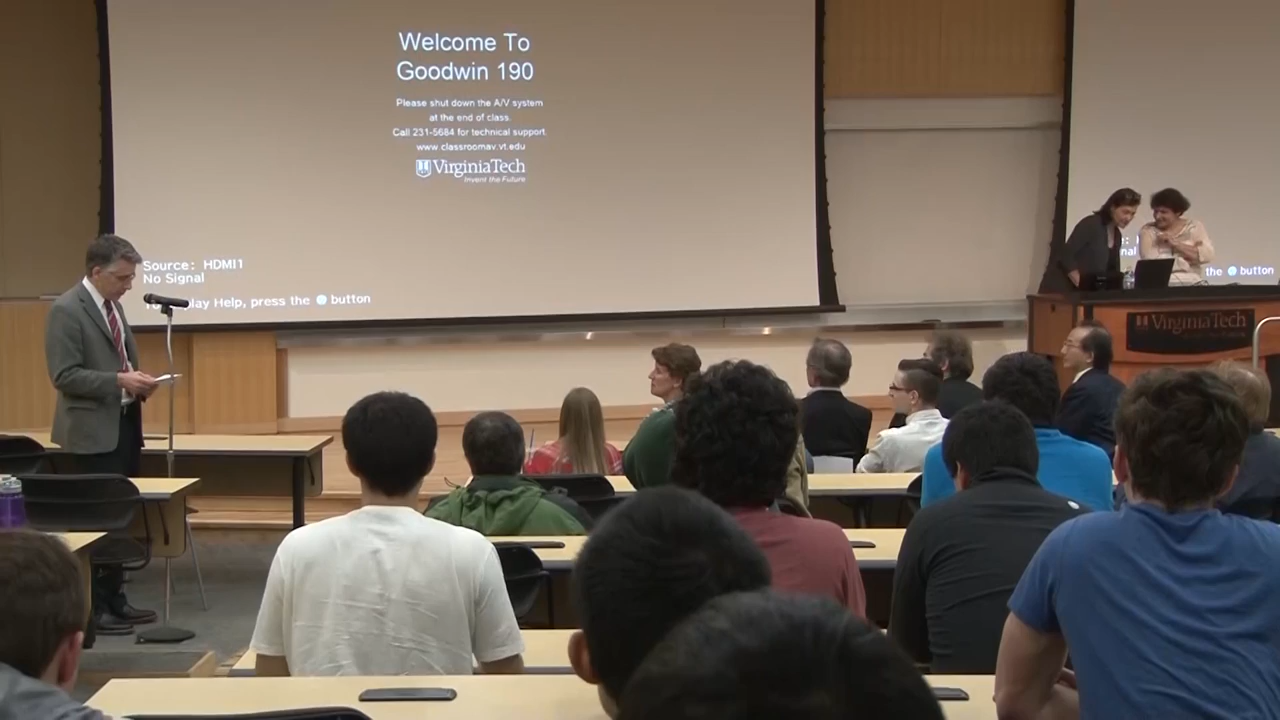 Welcome To
Goodwin 190
Please shut down the A/V system
at the end of class.
Call 231-5684 for technical support.
www.classroomav.vt.edu
VirginiaTech
Invent the Future
Source: HDMI1
No Signal
play Help, press the button
the button
VirginiaTech